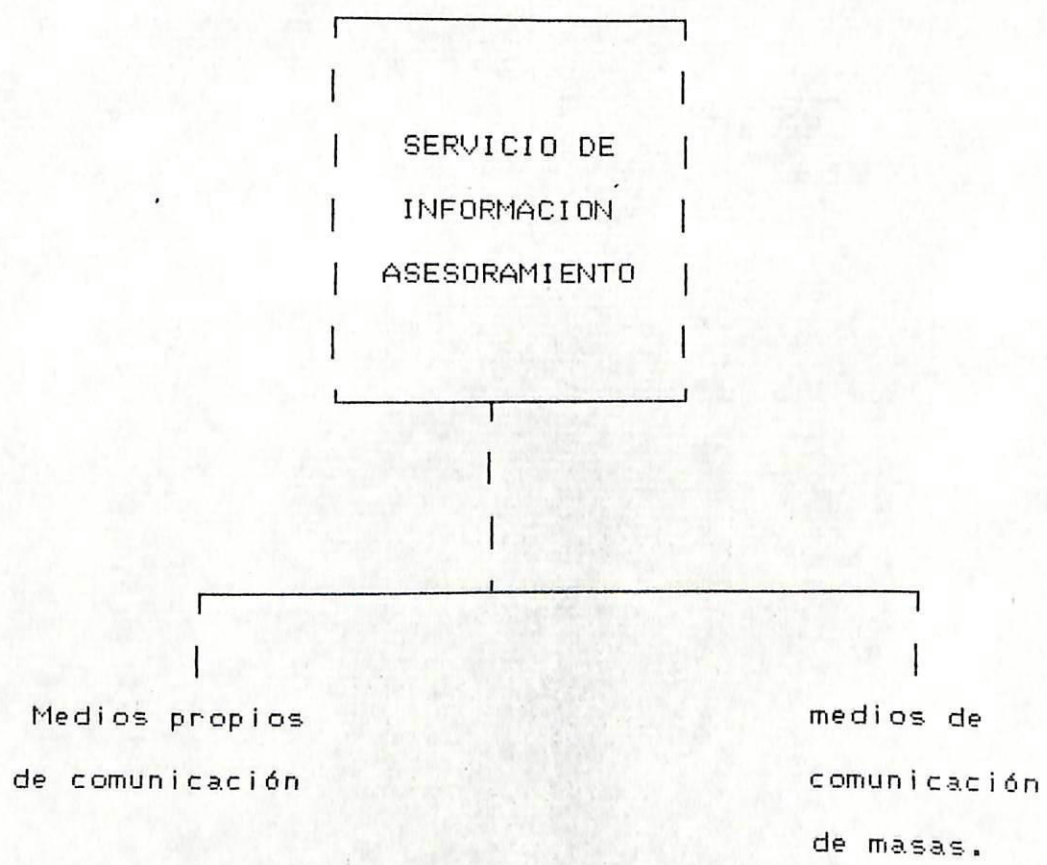 SERVICIO DE
INFORMACION
ASESORAMIENTO
Medios propios
de comunicación
medios de
comunicación
de masas.